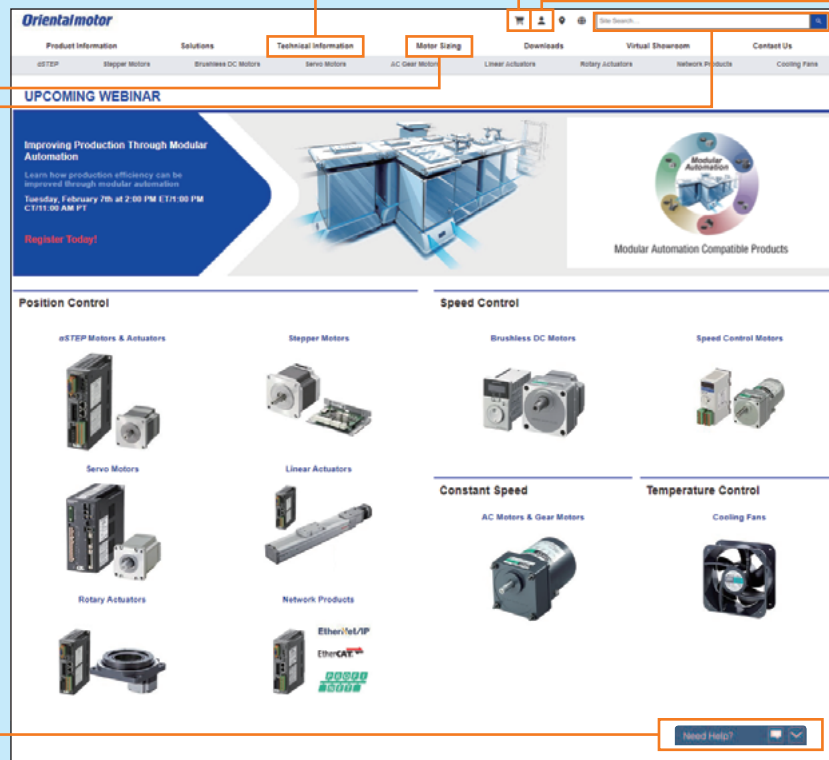 Orientalmotor
Site Search...
Product Information Solutions Technical Information Motor Sizing Downloads Virtual Showroom Contact Us
αSTEP Stepper Motors Brushless DC Motors Servo Motors AC Gear Motors Linear Actuators Rotary Actuators Network Products Cooling Fans
UPCOMING WEBINAR
Improving Production Through Modular
Automation
Learn how production efficiency can be
improved through modular automation
Tuesday, February 7th at 2:00 PM ET/1:00 PM
CT/11:00 AM PT
Register Today!
Modular
Automation
Modular Automation Compatible Products
Position Control
αSTEP Motors & Actuators Stepper Motors
Servo Motors Linear Actuators
Rotary Actuators Network Products
EtherNet/IP
EtherCAT
PROFI
NET
Speed Control
Brushless DC Motors Speed Control Motors
Constant Speed
AC Motors & Gear Motors
Temperature Control
Cooling Fans
Need Help?